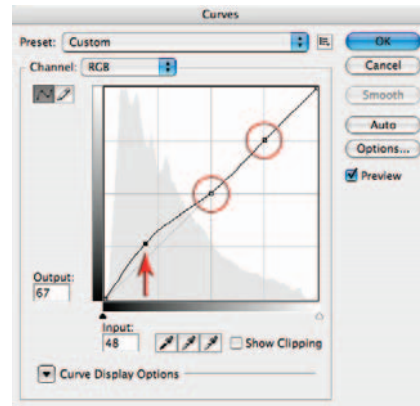 Curves
Preset: Custom
OK
Channel: RGB
Cancel
Smooth
Auto
Options...
Preview
Output:
67
Input:
48
Show Clipping
Curve Display Options